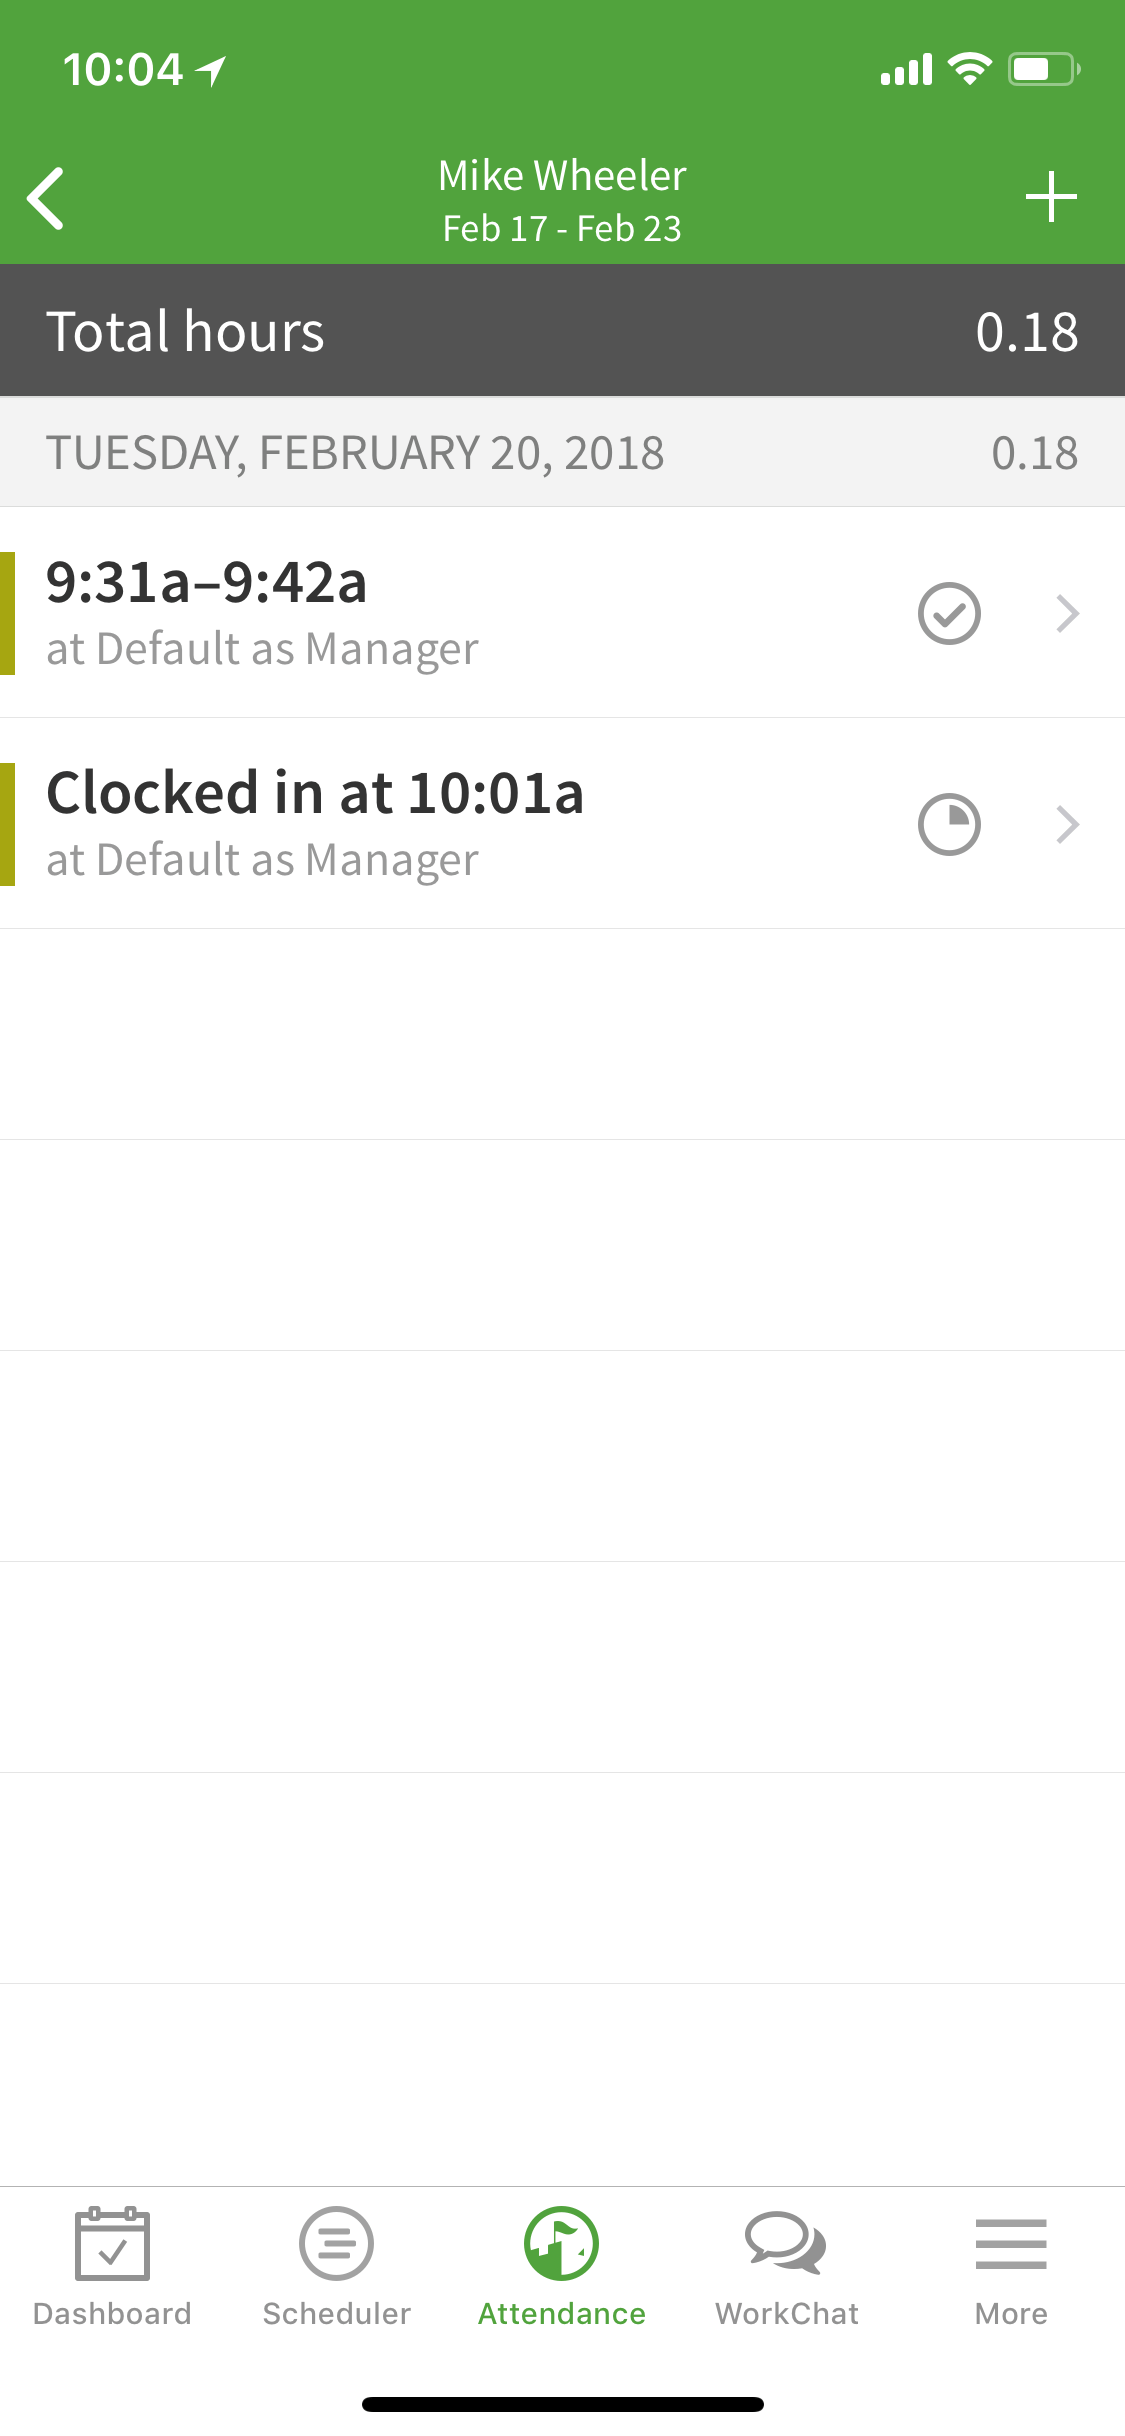 10:04
Mike Wheeler
Feb 17 - Feb 23
Total hours 0.18
TUESDAY, FEBRUARY 20, 2018 0.18
9:31a–9:42a
at Default as Manager
Clocked in at 10:01a
at Default as Manager
Dashboard Scheduler Attendance WorkChat More